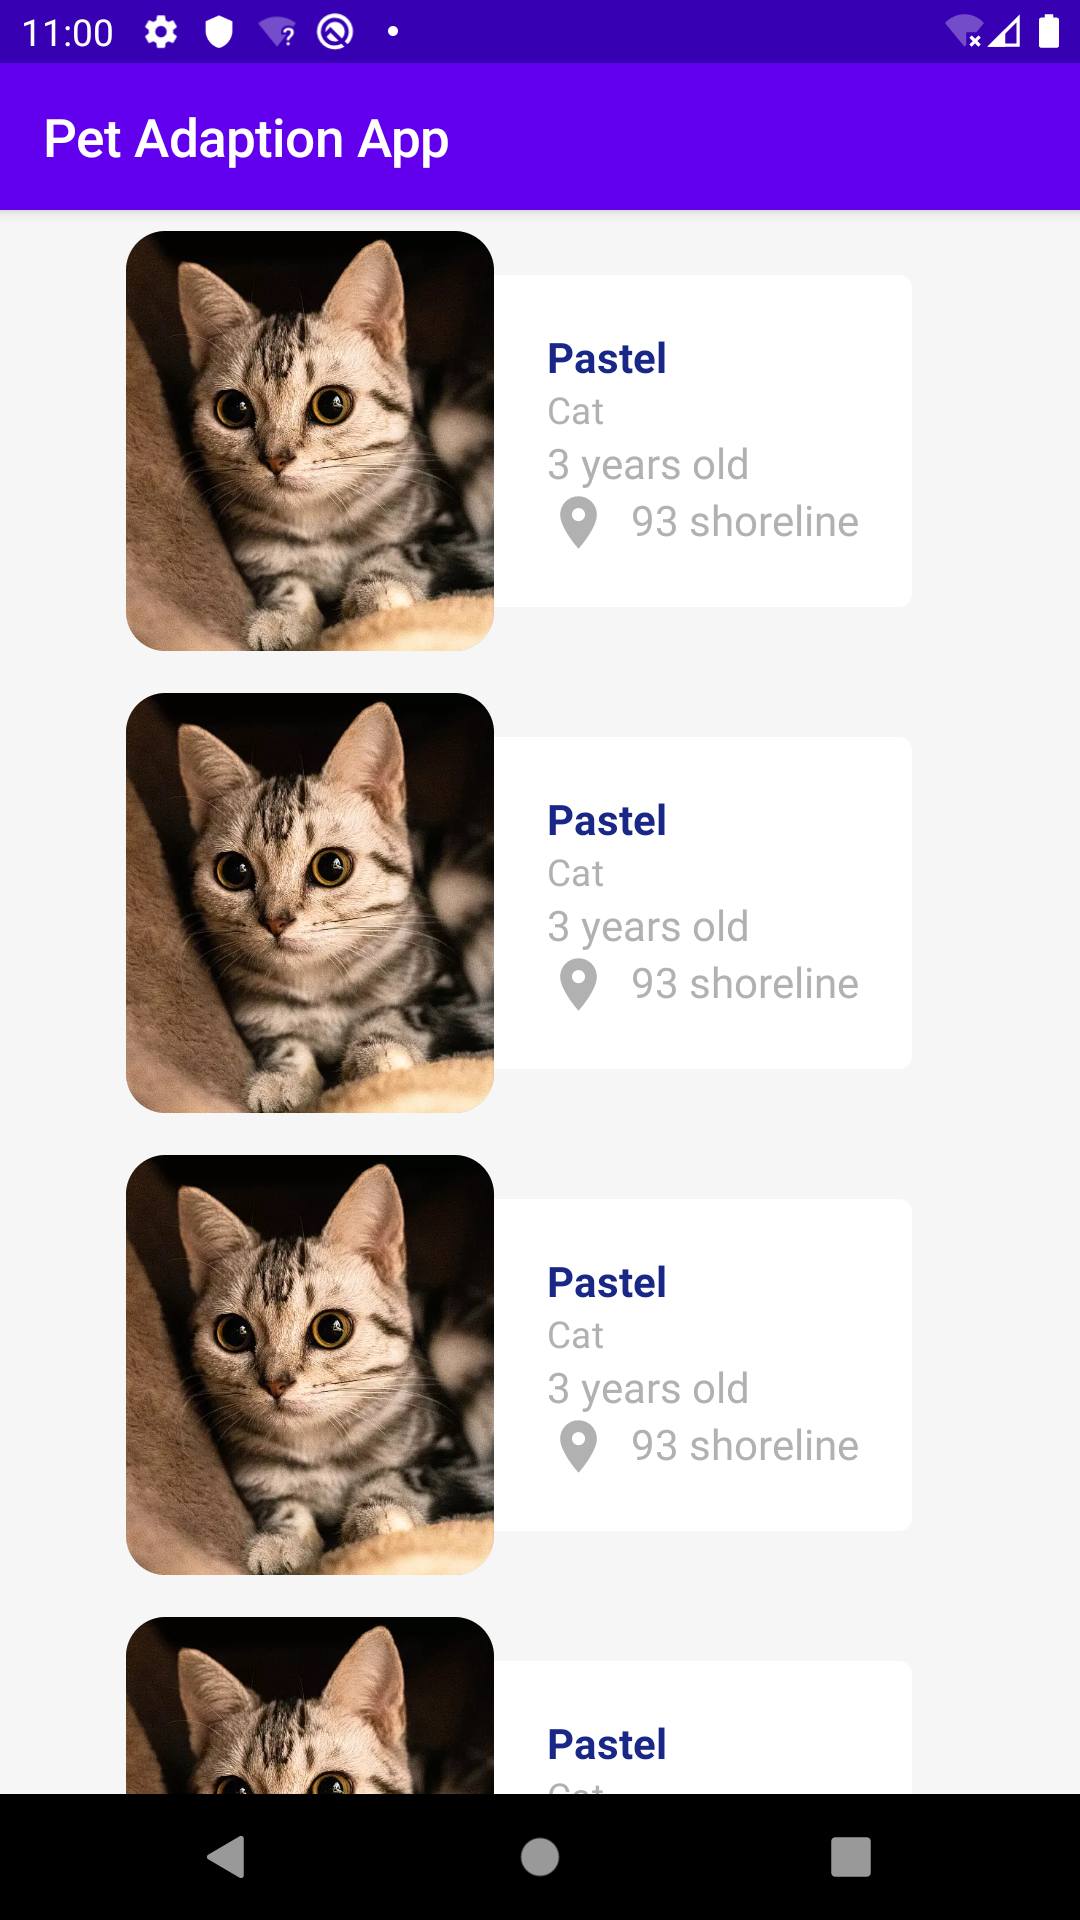 11:00
Pet Adaption App
Pastel
Cat
3 years old
93 shoreline
Pastel
Cat
3 years old
93 shoreline
Pastel
Cat
3 years old
93 shoreline
Pastel
Cat